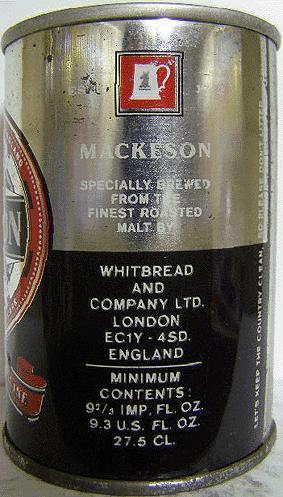 MACKESON
SPECIALLY BREWED
FROM THE
FINEST ROASTED
MALT BY
WHITBREAD
AND
COMPANY LTD.
LONDON
EC1Y - 4SD.
ENGLAND
MINIMUM
CONTENTS:
9⅔ IMP. FL. OZ.
9.3 U.S. FL. OZ.
27.5 CL.
LET'S KEEP THE COUNTRY CLEAN, SO PLEASE DON'T LITTER